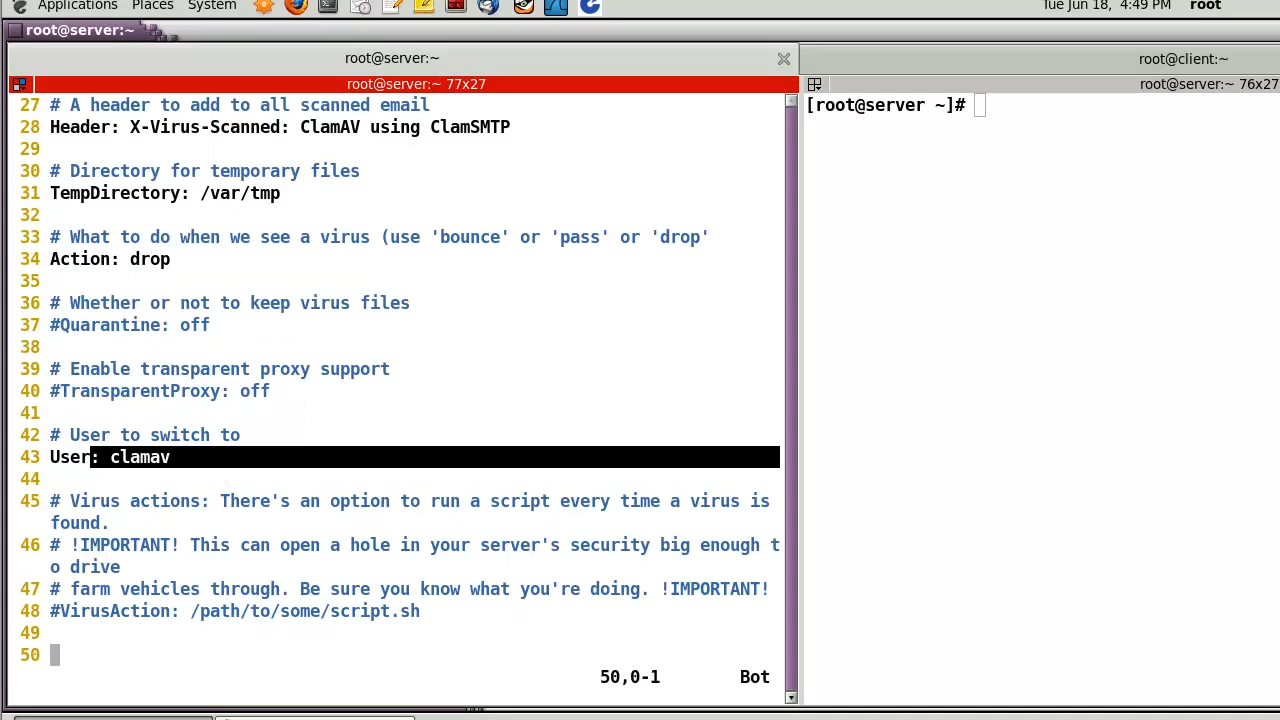 Applications Places System Tue Jun 18, 4:49 PM root
root@server:~
root@server:~ root@client:~
root@server:~ 77x27 root@server:~ 76x27
27 # A header to add to all scanned email
28 Header: X-Virus-Scanned: ClamAV using ClamSMTP
29
30 # Directory for temporary files
31 TempDirectory: /var/tmp
32
33 # What to do when we see a virus (use 'bounce' or 'pass' or 'drop'
34 Action: drop
35
36 # Whether or not to keep virus files
37 #Quarantine: off
38
39 # Enable transparent proxy support
40 #TransparentProxy: off
41
42 # User to switch to
43 User: clamav
44
45 # Virus actions: There's an option to run a script every time a virus is
found.
46 # !IMPORTANT! This can open a hole in your server's security big enough t
o drive
47 # farm vehicles through. Be sure you know what you're doing. !IMPORTANT!
48 #VirusAction: /path/to/some/script.sh
49
50
50,0-1 Bot
[root@server ~]#